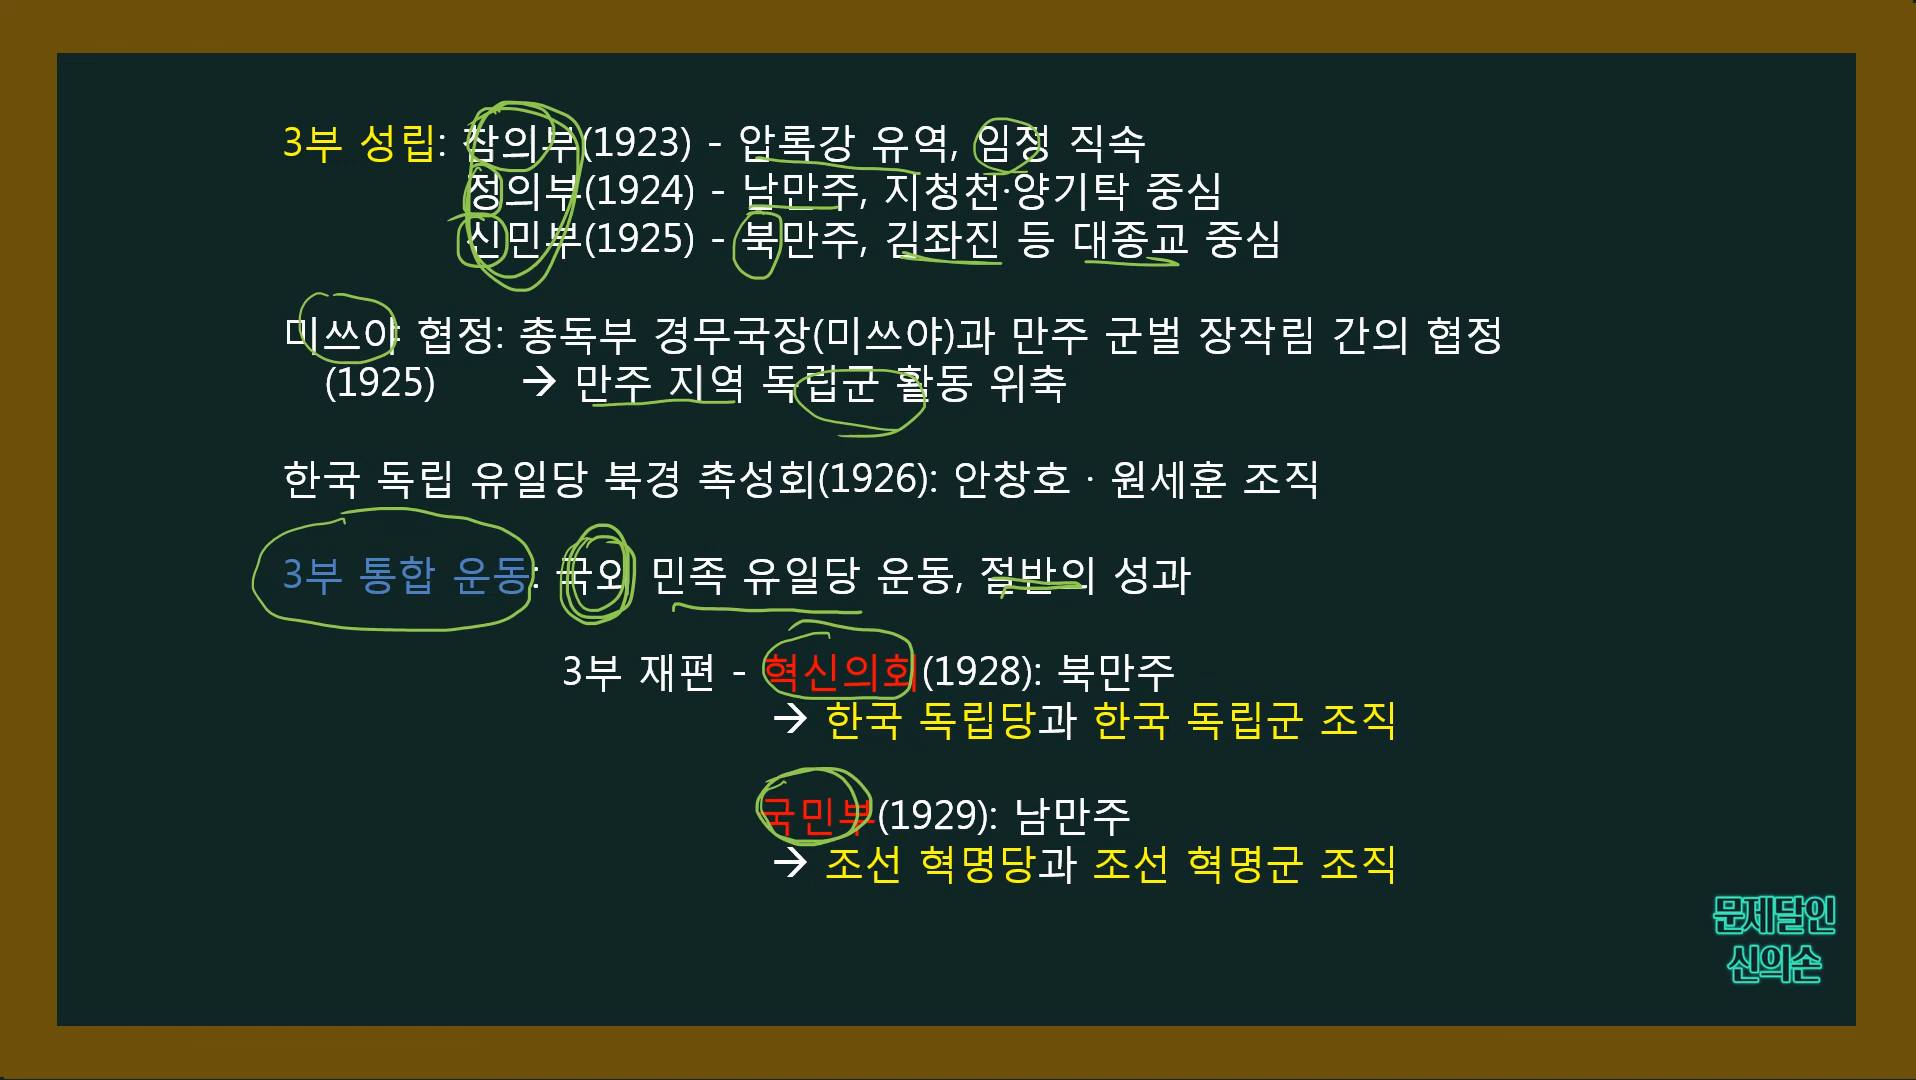 3부 성립: 참의부(1923) - 압록강 유역, 임정 직속
정의부(1924) - 남만주, 지청천·양기탁 중심
신민부(1925) - 북만주, 김좌진 등 대종교 중심
미쓰야 협정: 총독부 경무국장(미쓰야)과 만주 군벌 장작림 간의 협정
(1925) → 만주 지역 독립군 활동 위축
한국 독립 유일당 북경 촉성회(1926): 안창호 · 원세훈 조직
3부 통합 운동: 국외 민족 유일당 운동, 절반의 성과
3부 재편 - 혁신의회(1928): 북만주
→ 한국 독립당과 한국 독립군 조직
국민부(1929): 남만주
→ 조선 혁명당과 조선 혁명군 조직
문제달인
신의손